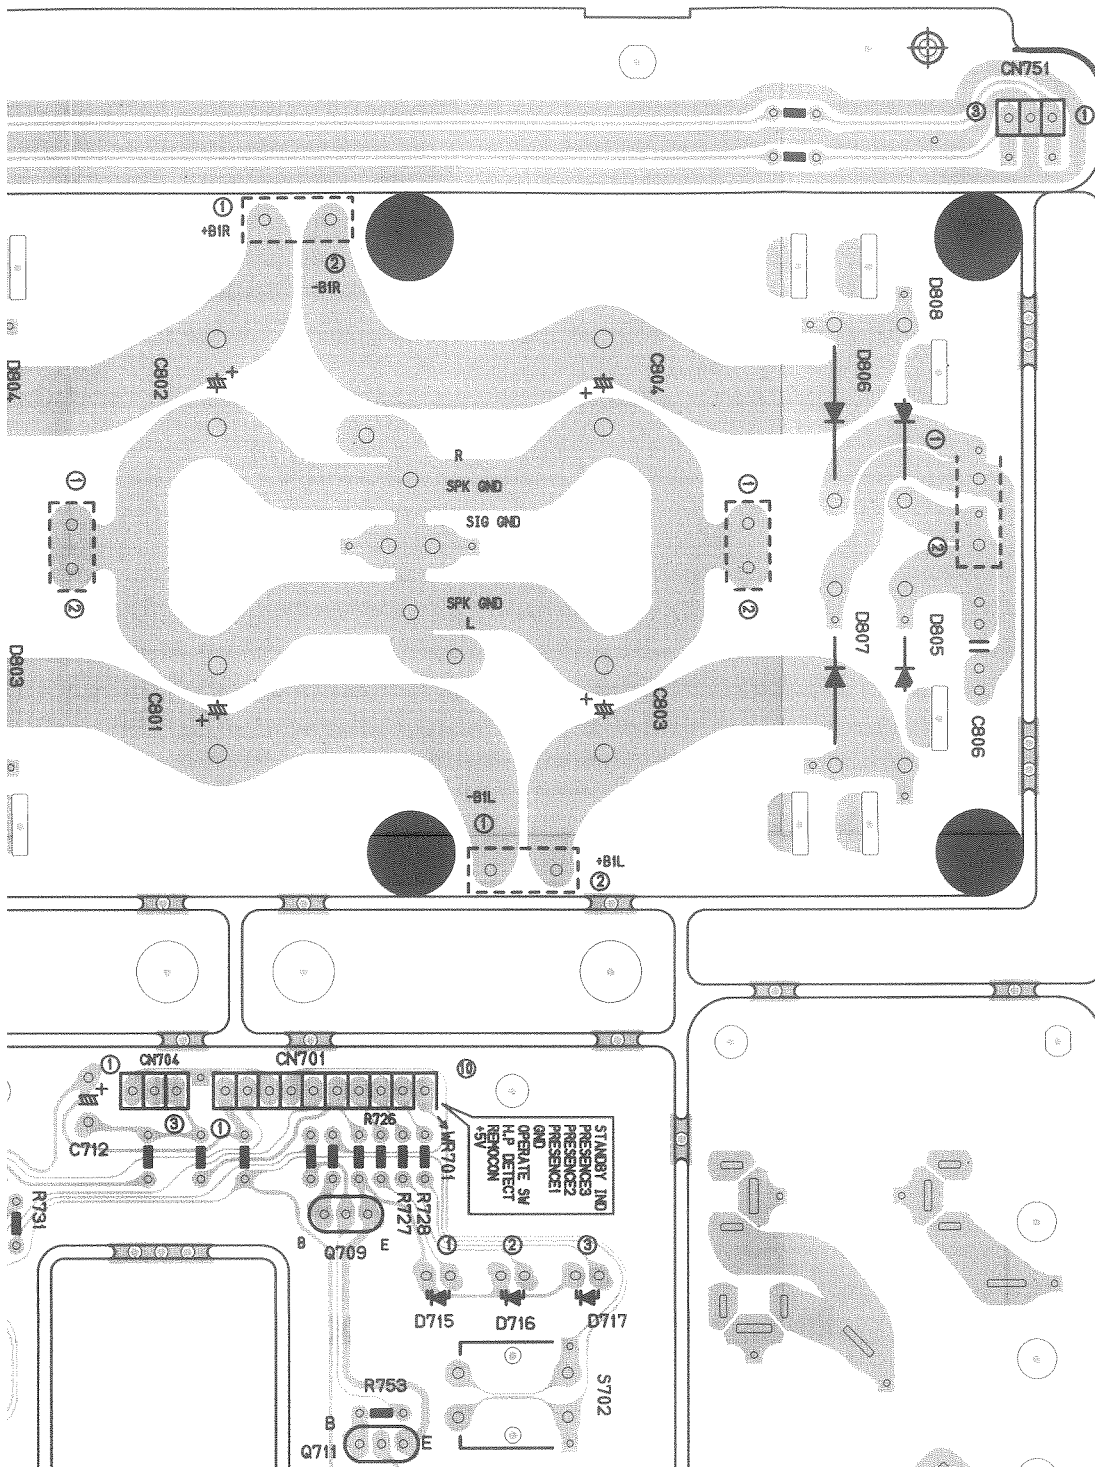 CN751
③
①
①
+B1R
②
-B1R
D808
D804
C802
C804
D806
①
R
SPK GND
①
①
SIG GND
②
②
SPK GND
L
②
D803
C801
C803
D807
D805
C806
-B1L
①
+B1L
②
①
CN704
CN701
⑩
③
①
R726
C712
WR701
STANDBY IND
PRESENCE3
PRESENCE2
PRESENCE1
GND
OPERATE SW
H.P DETECT
REMOCON
+5V
R731
R727
R728
B
Q709
E
①
②
③
D715
D716
D717
R753
S702
B
Q711
E